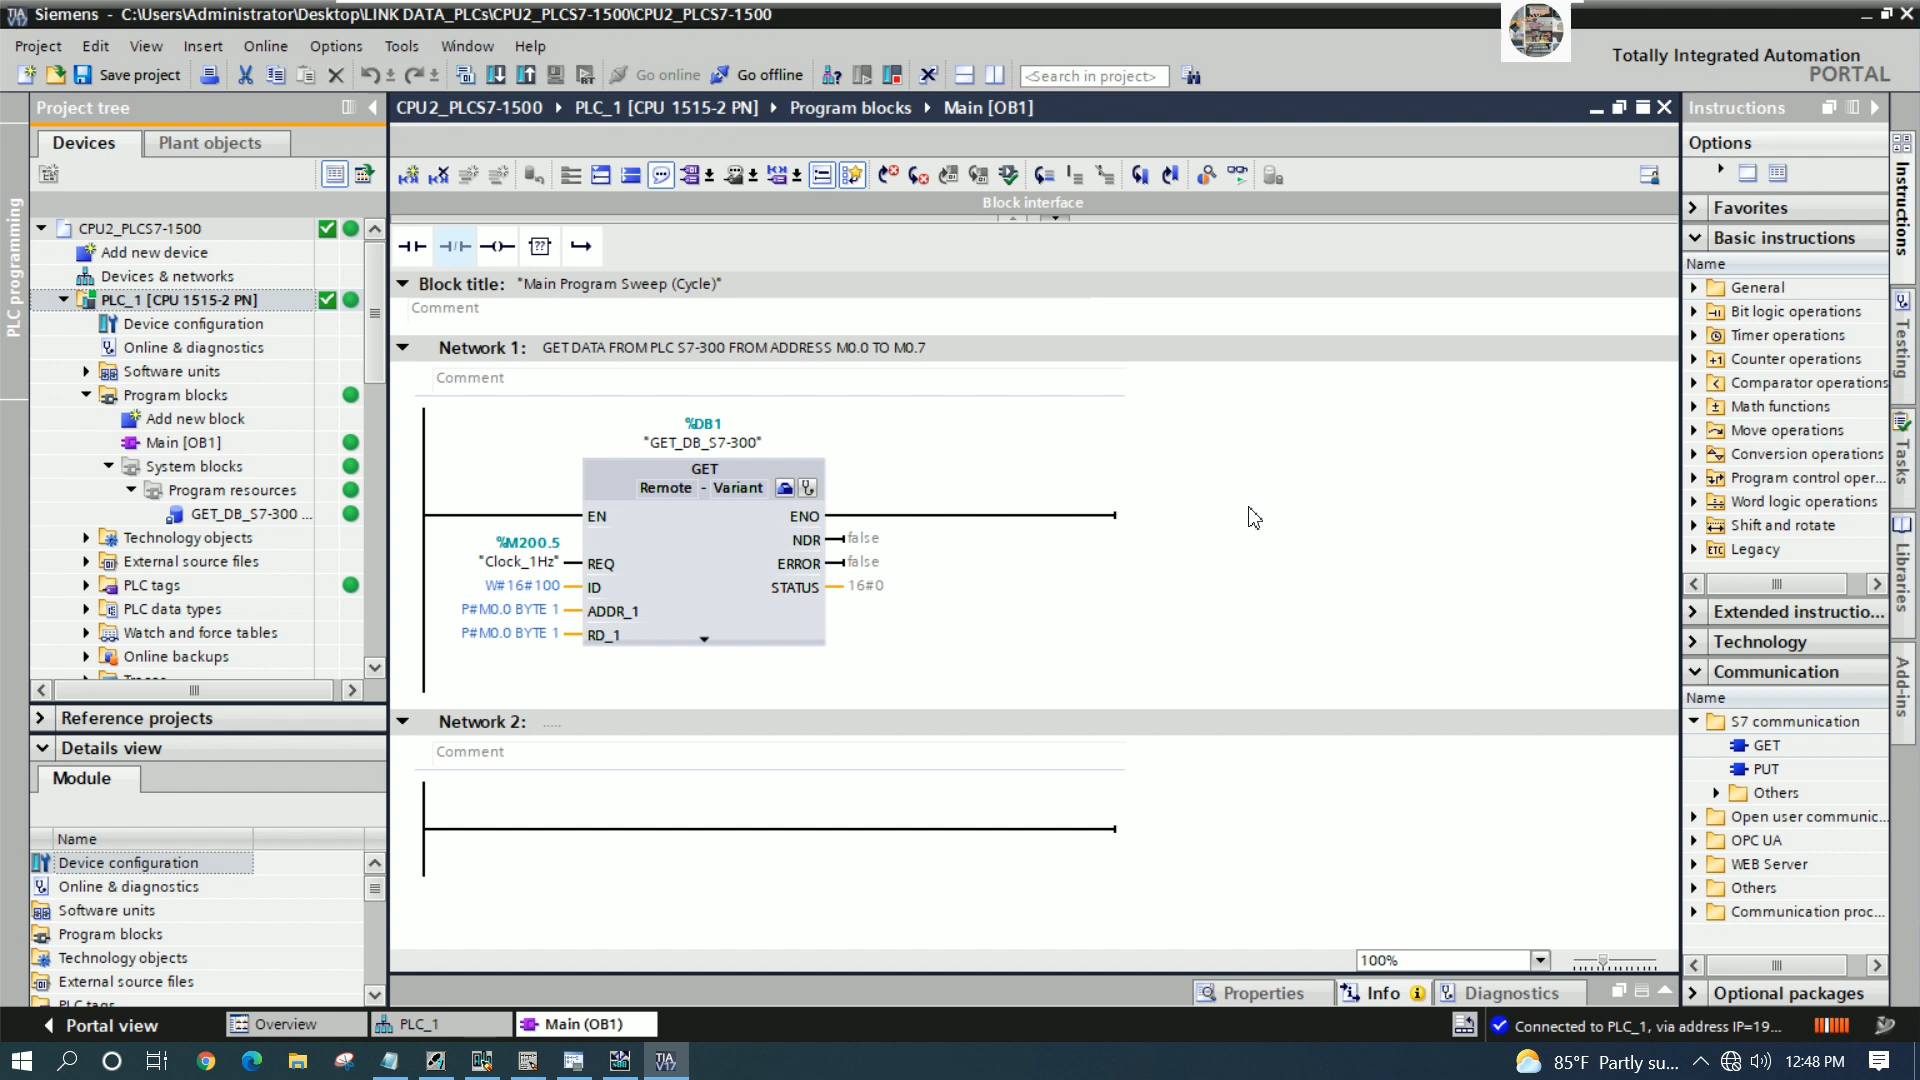 Siemens - C:\Users\Administrator\Desktop\LINK DATA_PLCs\CPU2_PLCS7-1500\CPU2_PLCS7-1500
Project Edit View Insert Online Options Tools Window Help
Totally Integrated Automation
PORTAL
Save project
Go online
Go offline
<Search in project>
Project tree
CPU2_PLCS7-1500 › PLC_1 [CPU 1515-2 PN] › Program blocks › Main [OB1]
Instructions
Devices
Plant objects
Options
PLC programming
Block interface
CPU2_PLCS7-1500
Add new device
Devices & networks
PLC_1 [CPU 1515-2 PN]
Device configuration
Online & diagnostics
Software units
Program blocks
Add new block
Main [OB1]
System blocks
Program resources
GET_DB_S7-300 ...
Technology objects
External source files
PLC tags
PLC data types
Watch and force tables
Online backups
Reference projects
Details view
Module
Name
Device configuration
Online & diagnostics
Software units
Program blocks
Technology objects
External source files
PLC tags
Block title: "Main Program Sweep (Cycle)"
Comment
Network 1: GET DATA FROM PLC S7-300 FROM ADDRESS M0.0 TO M0.7
Comment
%DB1
"GET_DB_S7-300"
GET
Remote - Variant
EN ENO
%M200.5
"Clock_1Hz"
REQ
W#16#100
ID
P#M0.0 BYTE 1
ADDR_1
P#M0.0 BYTE 1
RD_1
NDR false
ERROR false
STATUS 16#0
Network 2: .....
Comment
100%
Properties
Info
Diagnostics
Favorites
Basic instructions
Name
General
Bit logic operations
Timer operations
Counter operations
Comparator operations
Math functions
Move operations
Conversion operations
Program control oper...
Word logic operations
Shift and rotate
Legacy
Extended instructio...
Technology
Communication
Name
S7 communication
GET
PUT
Others
Open user communic...
OPC UA
WEB Server
Others
Communication proc...
Optional packages
Instructions
Testing
Tasks
Libraries
Add-ins
Portal view
Overview
PLC_1
Main (OB1)
Connected to PLC_1, via address IP=19...
85°F Partly su...
12:48 PM